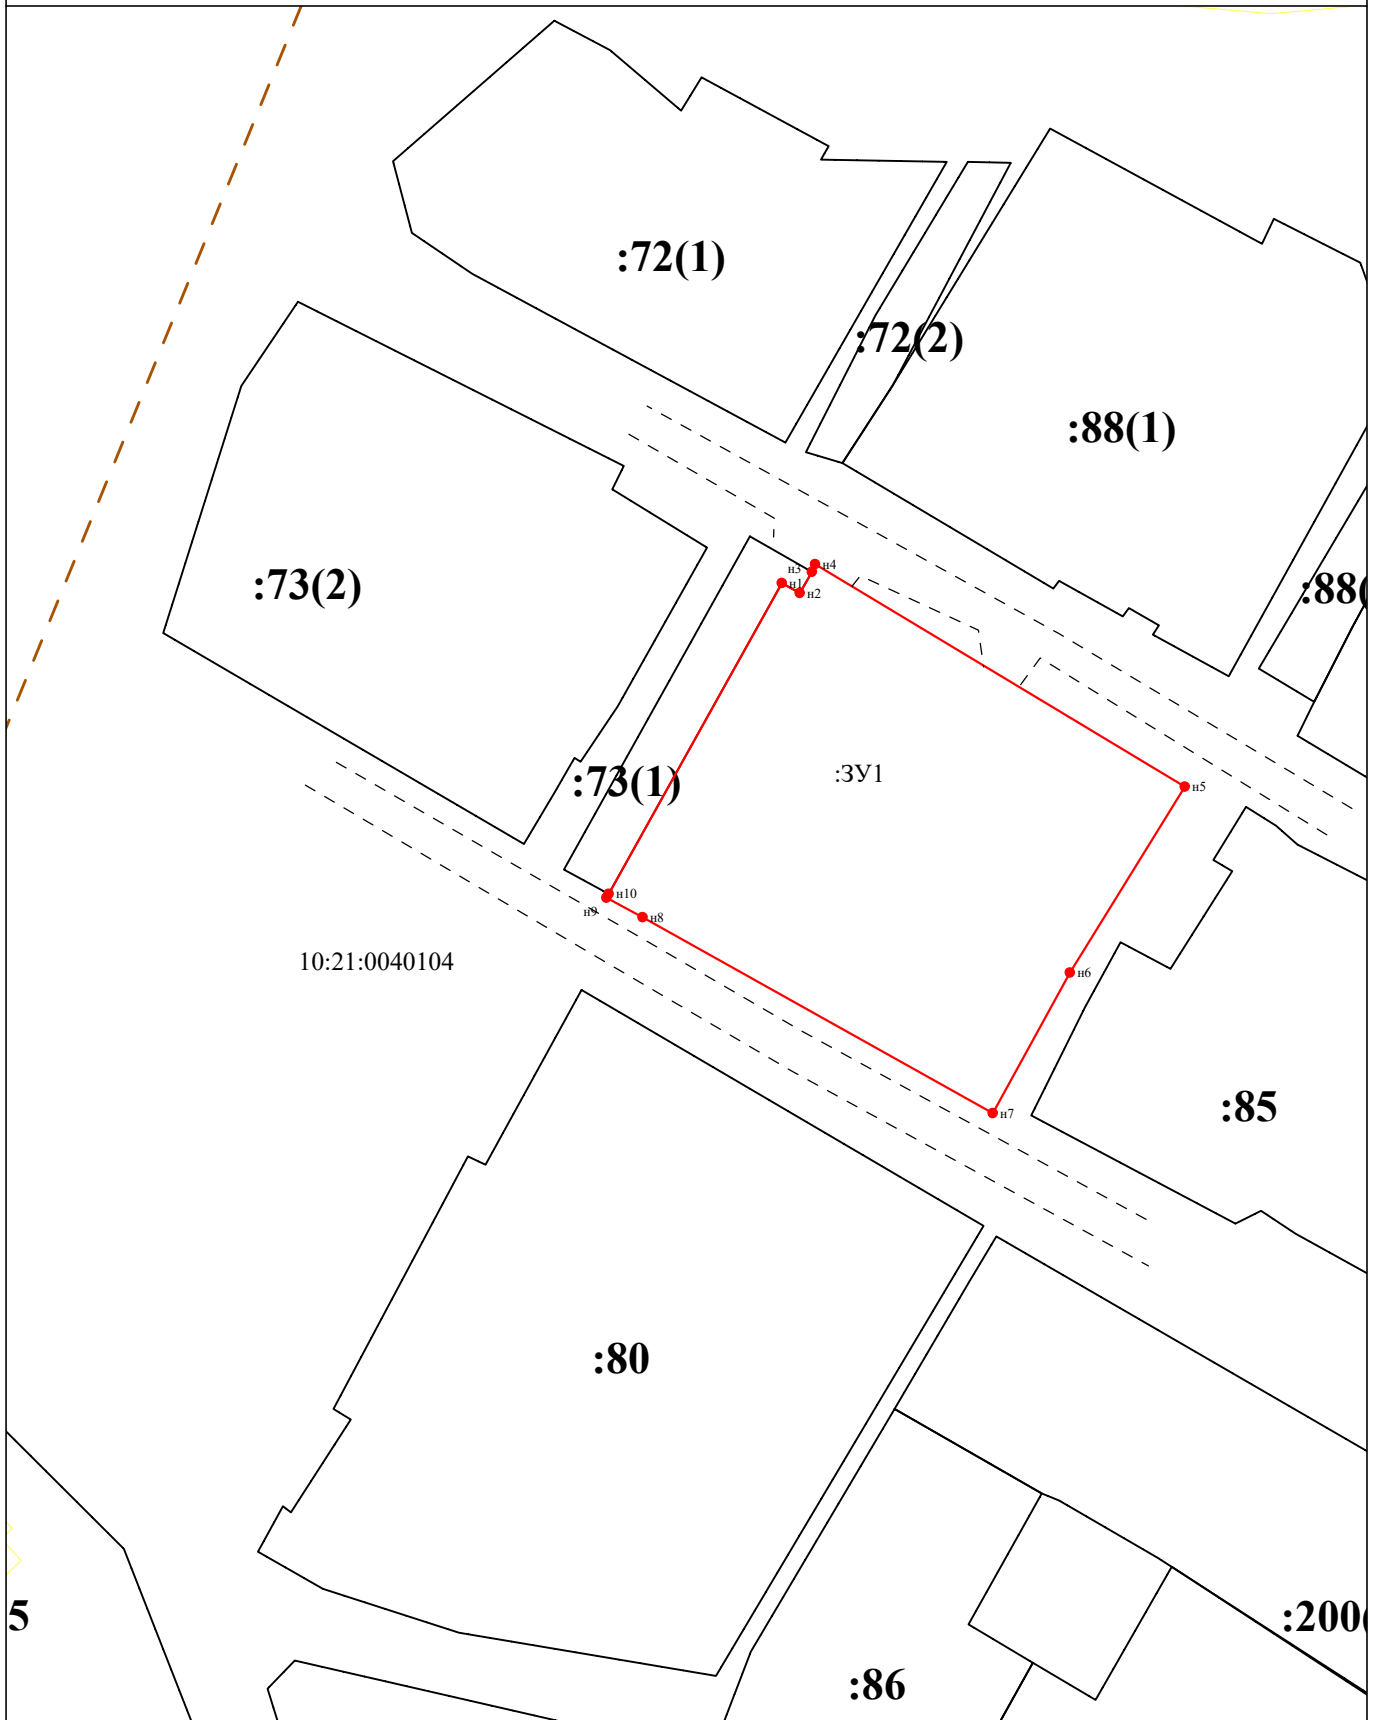 :72(1)
:72(2)
:88(1)
:73(2)
н3
н4
н1
н2
:88(
:73(1)
:ЗУ1
н5
н10
н9
н8
10:21:0040104
н6
н7
:85
:80
5
:200(
:86